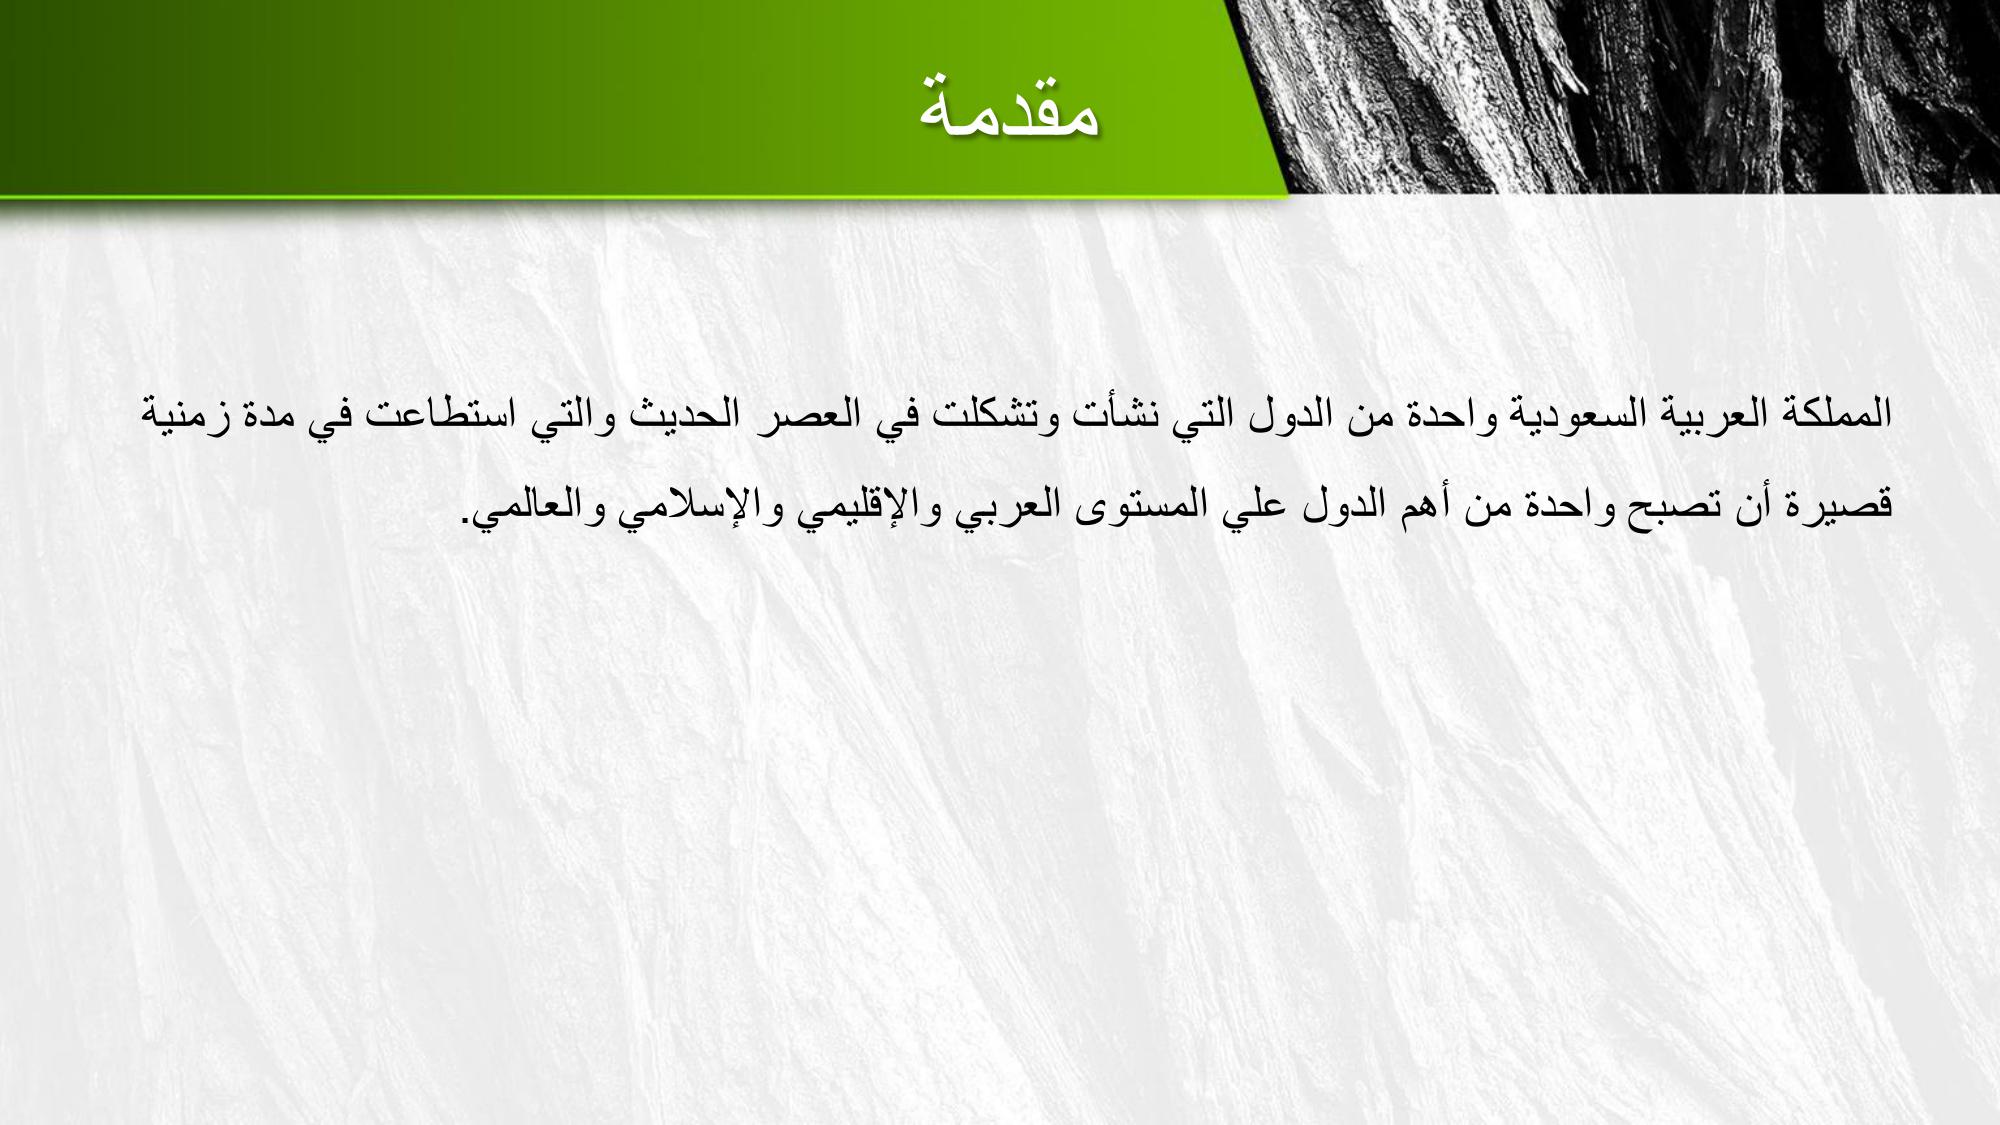 مقدمة
المملكة العربية السعودية واحدة من الدول التي نشأت وتشكلت في العصر الحديث والتي استطاعت في مدة زمنية
قصيرة أن تصبح واحدة من أهم الدول علي المستوى العربي والإقليمي والإسلامي والعالمي.